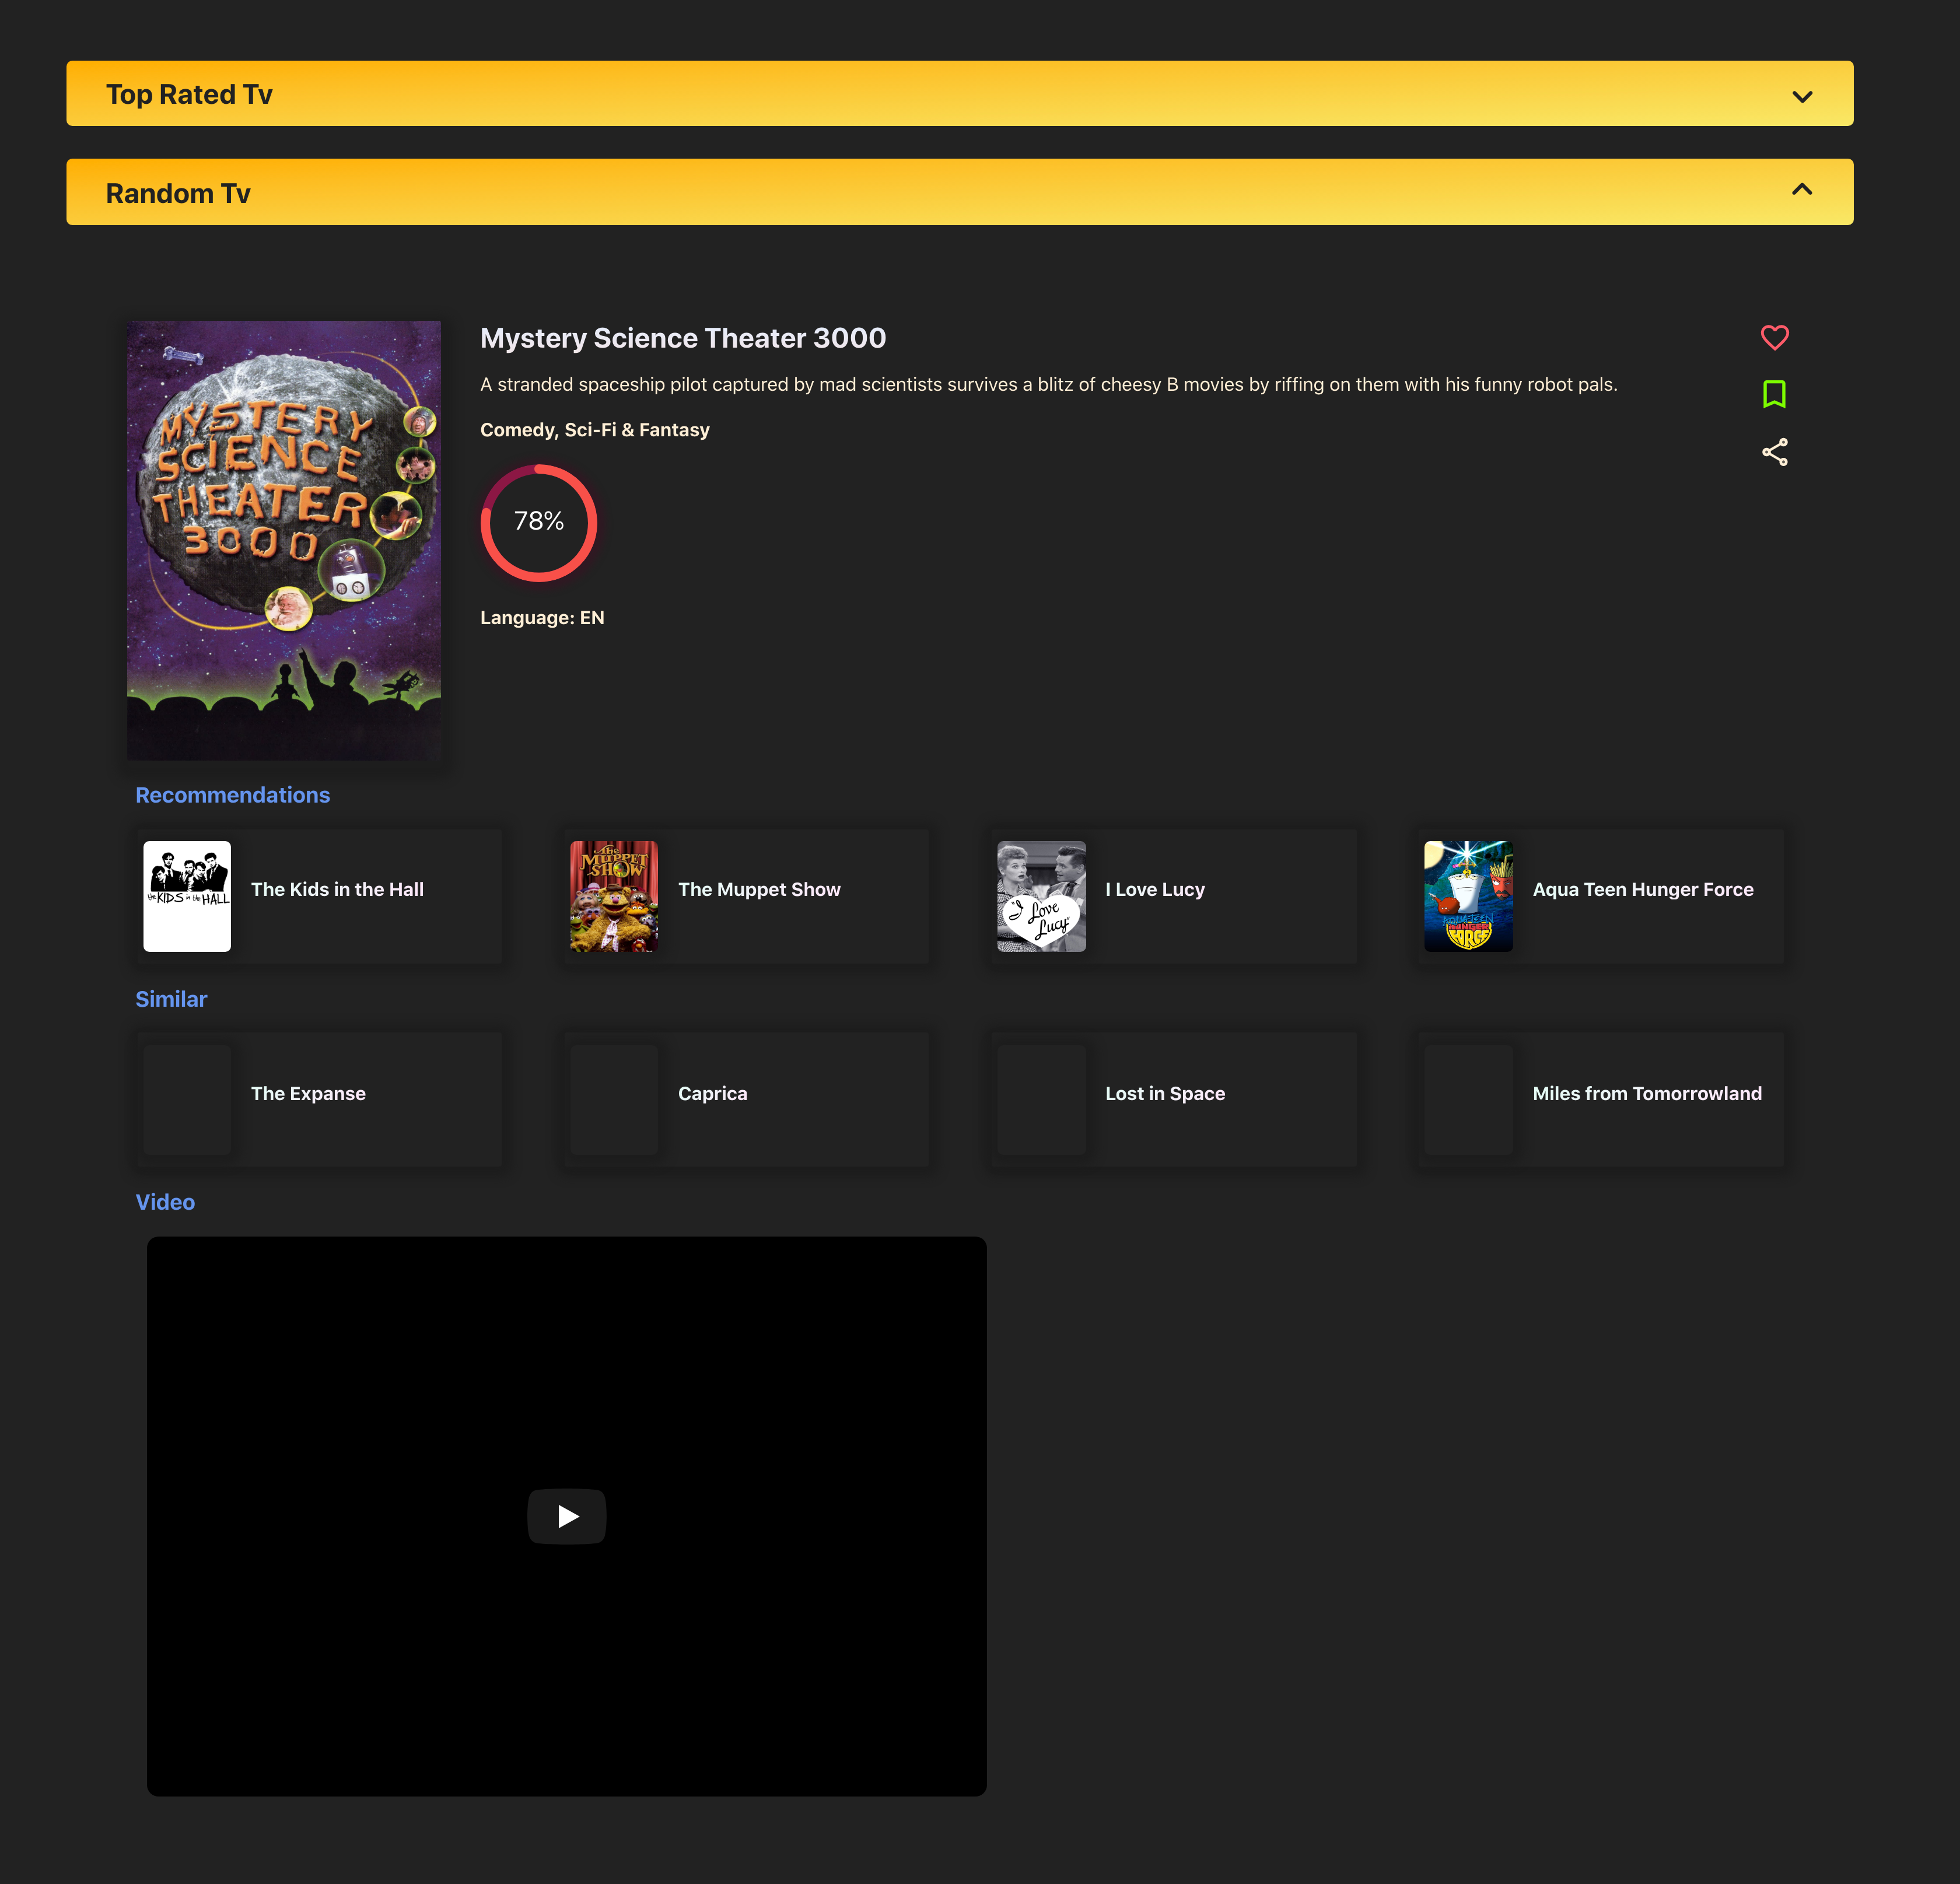 Top Rated Tv
Random Tv
MYSTERY
SCIENCE
THEATER
3000
Mystery Science Theater 3000
A stranded spaceship pilot captured by mad scientists survives a blitz of cheesy B movies by riffing on them with his funny robot pals.
Comedy, Sci-Fi & Fantasy
78%
Language: EN
Recommendations
the KIDS in the HALL
The Kids in the Hall
The
MUPPET
SHOW
The Muppet Show
I Love
Lucy
I Love Lucy
AQUA TEEN
HUNGER
FORCE
Aqua Teen Hunger Force
Similar
The Expanse
Caprica
Lost in Space
Miles from Tomorrowland
Video